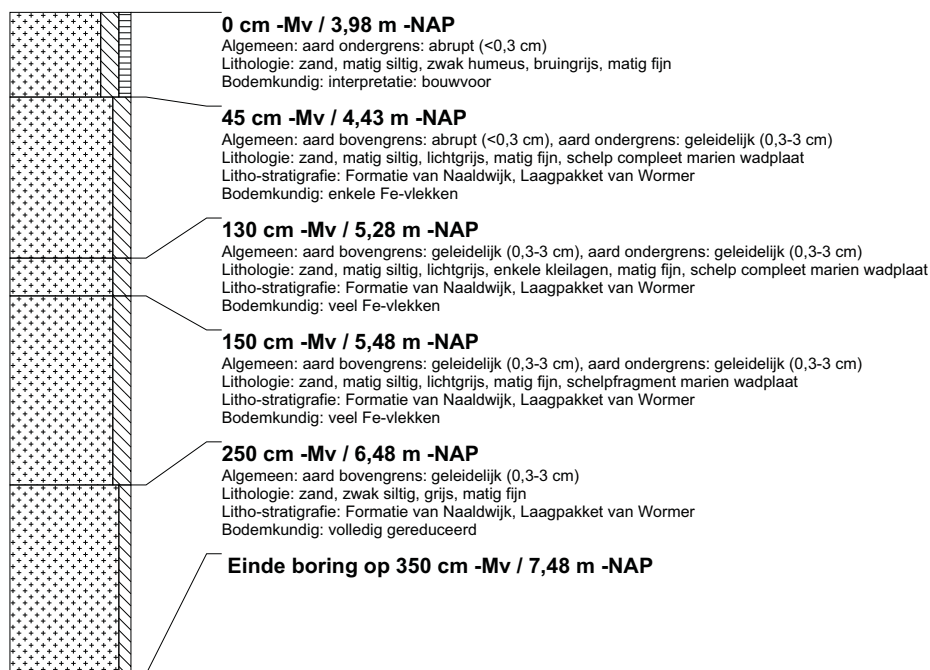 0 cm -Mv / 3,98 m -NAP
Algemeen: aard ondergrens: abrupt (<0,3 cm)
Lithologie: zand, matig siltig, zwak humeus, bruingrijs, matig fijn
Bodemkundig: interpretatie: bouwvoor
45 cm -Mv / 4,43 m -NAP
Algemeen: aard bovengrens: abrupt (<0,3 cm), aard ondergrens: geleidelijk (0,3-3 cm)
Lithologie: zand, matig siltig, lichtgrijs, matig fijn, schelp compleet marien wadplaat
Litho-stratigrafie: Formatie van Naaldwijk, Laagpakket van Wormer
Bodemkundig: enkele Fe-vlekken
130 cm -Mv / 5,28 m -NAP
Algemeen: aard bovengrens: geleidelijk (0,3-3 cm), aard ondergrens: geleidelijk (0,3-3 cm)
Lithologie: zand, matig siltig, lichtgrijs, enkele kleilagen, matig fijn, schelp compleet marien wadplaat
Litho-stratigrafie: Formatie van Naaldwijk, Laagpakket van Wormer
Bodemkundig: veel Fe-vlekken
150 cm -Mv / 5,48 m -NAP
Algemeen: aard bovengrens: geleidelijk (0,3-3 cm), aard ondergrens: geleidelijk (0,3-3 cm)
Lithologie: zand, matig siltig, lichtgrijs, matig fijn, schelpfragment marien wadplaat
Litho-stratigrafie: Formatie van Naaldwijk, Laagpakket van Wormer
Bodemkundig: veel Fe-vlekken
250 cm -Mv / 6,48 m -NAP
Algemeen: aard bovengrens: geleidelijk (0,3-3 cm)
Lithologie: zand, zwak siltig, grijs, matig fijn
Litho-stratigrafie: Formatie van Naaldwijk, Laagpakket van Wormer
Bodemkundig: volledig gereduceerd
Einde boring op 350 cm -Mv / 7,48 m -NAP